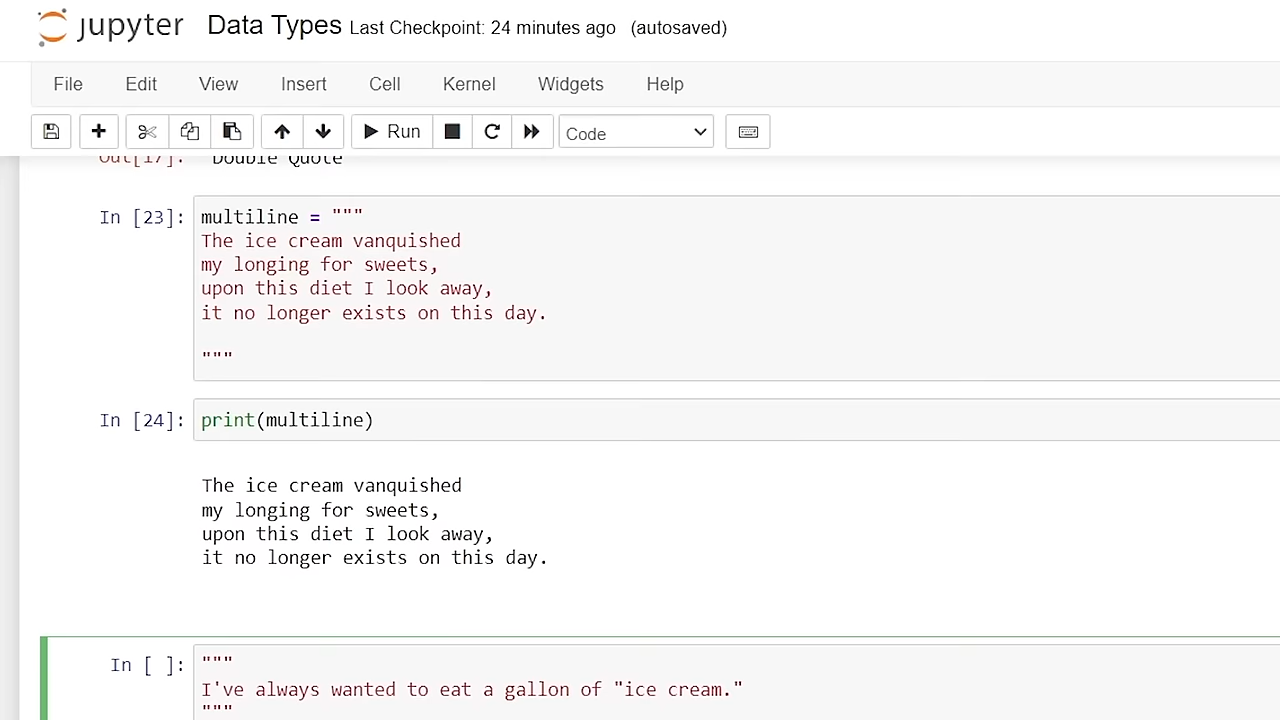 jupyter Data Types Last Checkpoint: 24 minutes ago (autosaved)
File Edit View Insert Cell Kernel Widgets Help
Run Code
Out[17]: 'Double Quote'
In [23]: multiline = """
The ice cream vanquished
my longing for sweets,
upon this diet I look away,
it no longer exists on this day.
"""
In [24]: print(multiline)
The ice cream vanquished
my longing for sweets,
upon this diet I look away,
it no longer exists on this day.
In [ ]: """
I've always wanted to eat a gallon of "ice cream."
"""